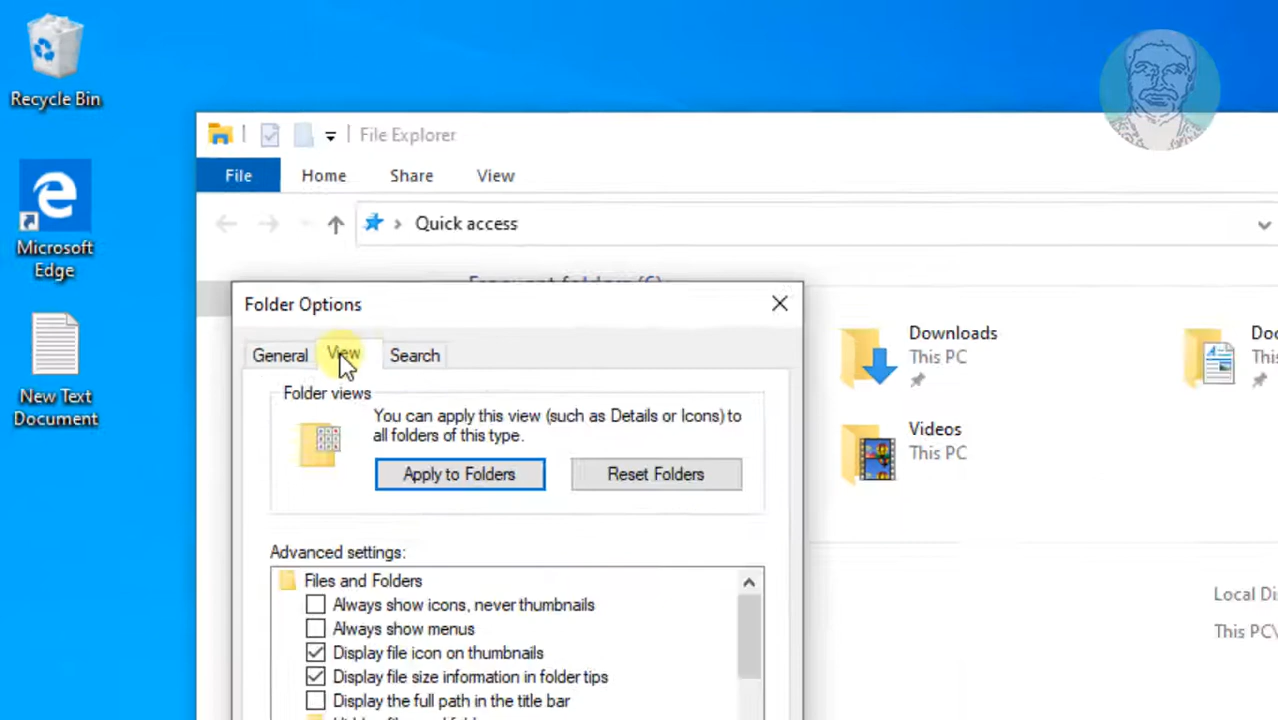 Recycle Bin
Microsoft
Edge
New Text
Document
File Explorer
File
Home
Share
View
Quick access
Folder Options
General
View
Search
Folder views
You can apply this view (such as Details or Icons) to
all folders of this type.
Apply to Folders
Reset Folders
Advanced settings:
Files and Folders
Always show icons, never thumbnails
Always show menus
Display file icon on thumbnails
Display file size information in folder tips
Display the full path in the title bar
Downloads
This PC
Videos
This PC
Local Di
This PC\